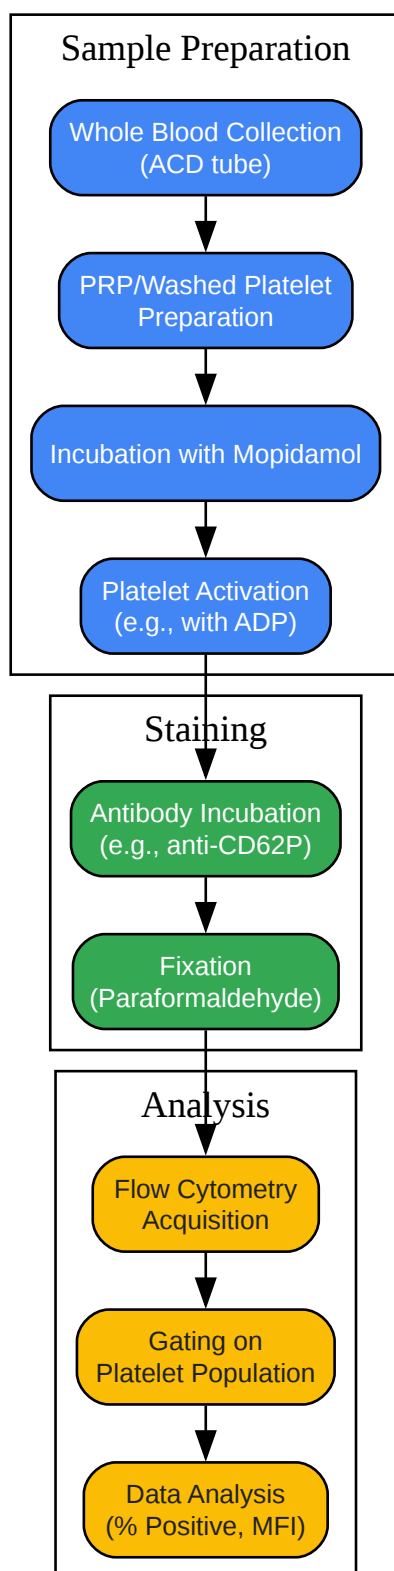 Sample Preparation
Whole Blood Collection
(ACD tube)
PRP/Washed Platelet
Preparation
Incubation with Mopidamol
Platelet Activation
(e.g., with ADP)
Staining
Antibody Incubation
(e.g., anti-CD62P)
Fixation
(Paraformaldehyde)
Analysis
Flow Cytometry
Acquisition
Gating on
Platelet Population
Data Analysis
(% Positive, MFI)